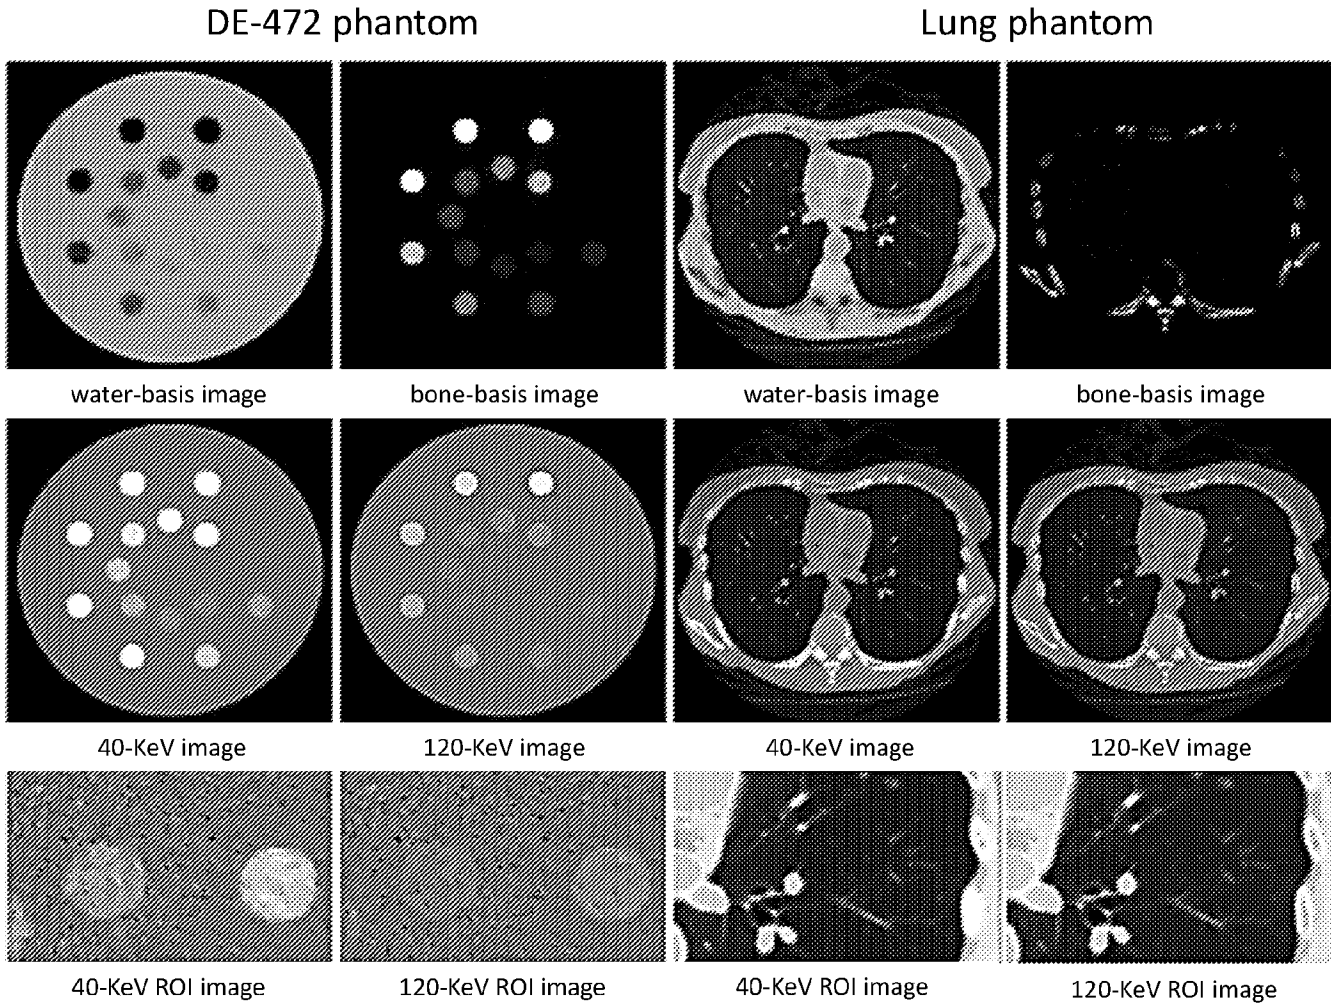 DE-472 phantom Lung phantom
water-basis image bone-basis image water-basis image bone-basis image
40-KeV image 120-KeV image 40-KeV image 120-KeV image
40-KeV ROI image 120-KeV ROI image 40-KeV ROI image 120-KeV ROI image